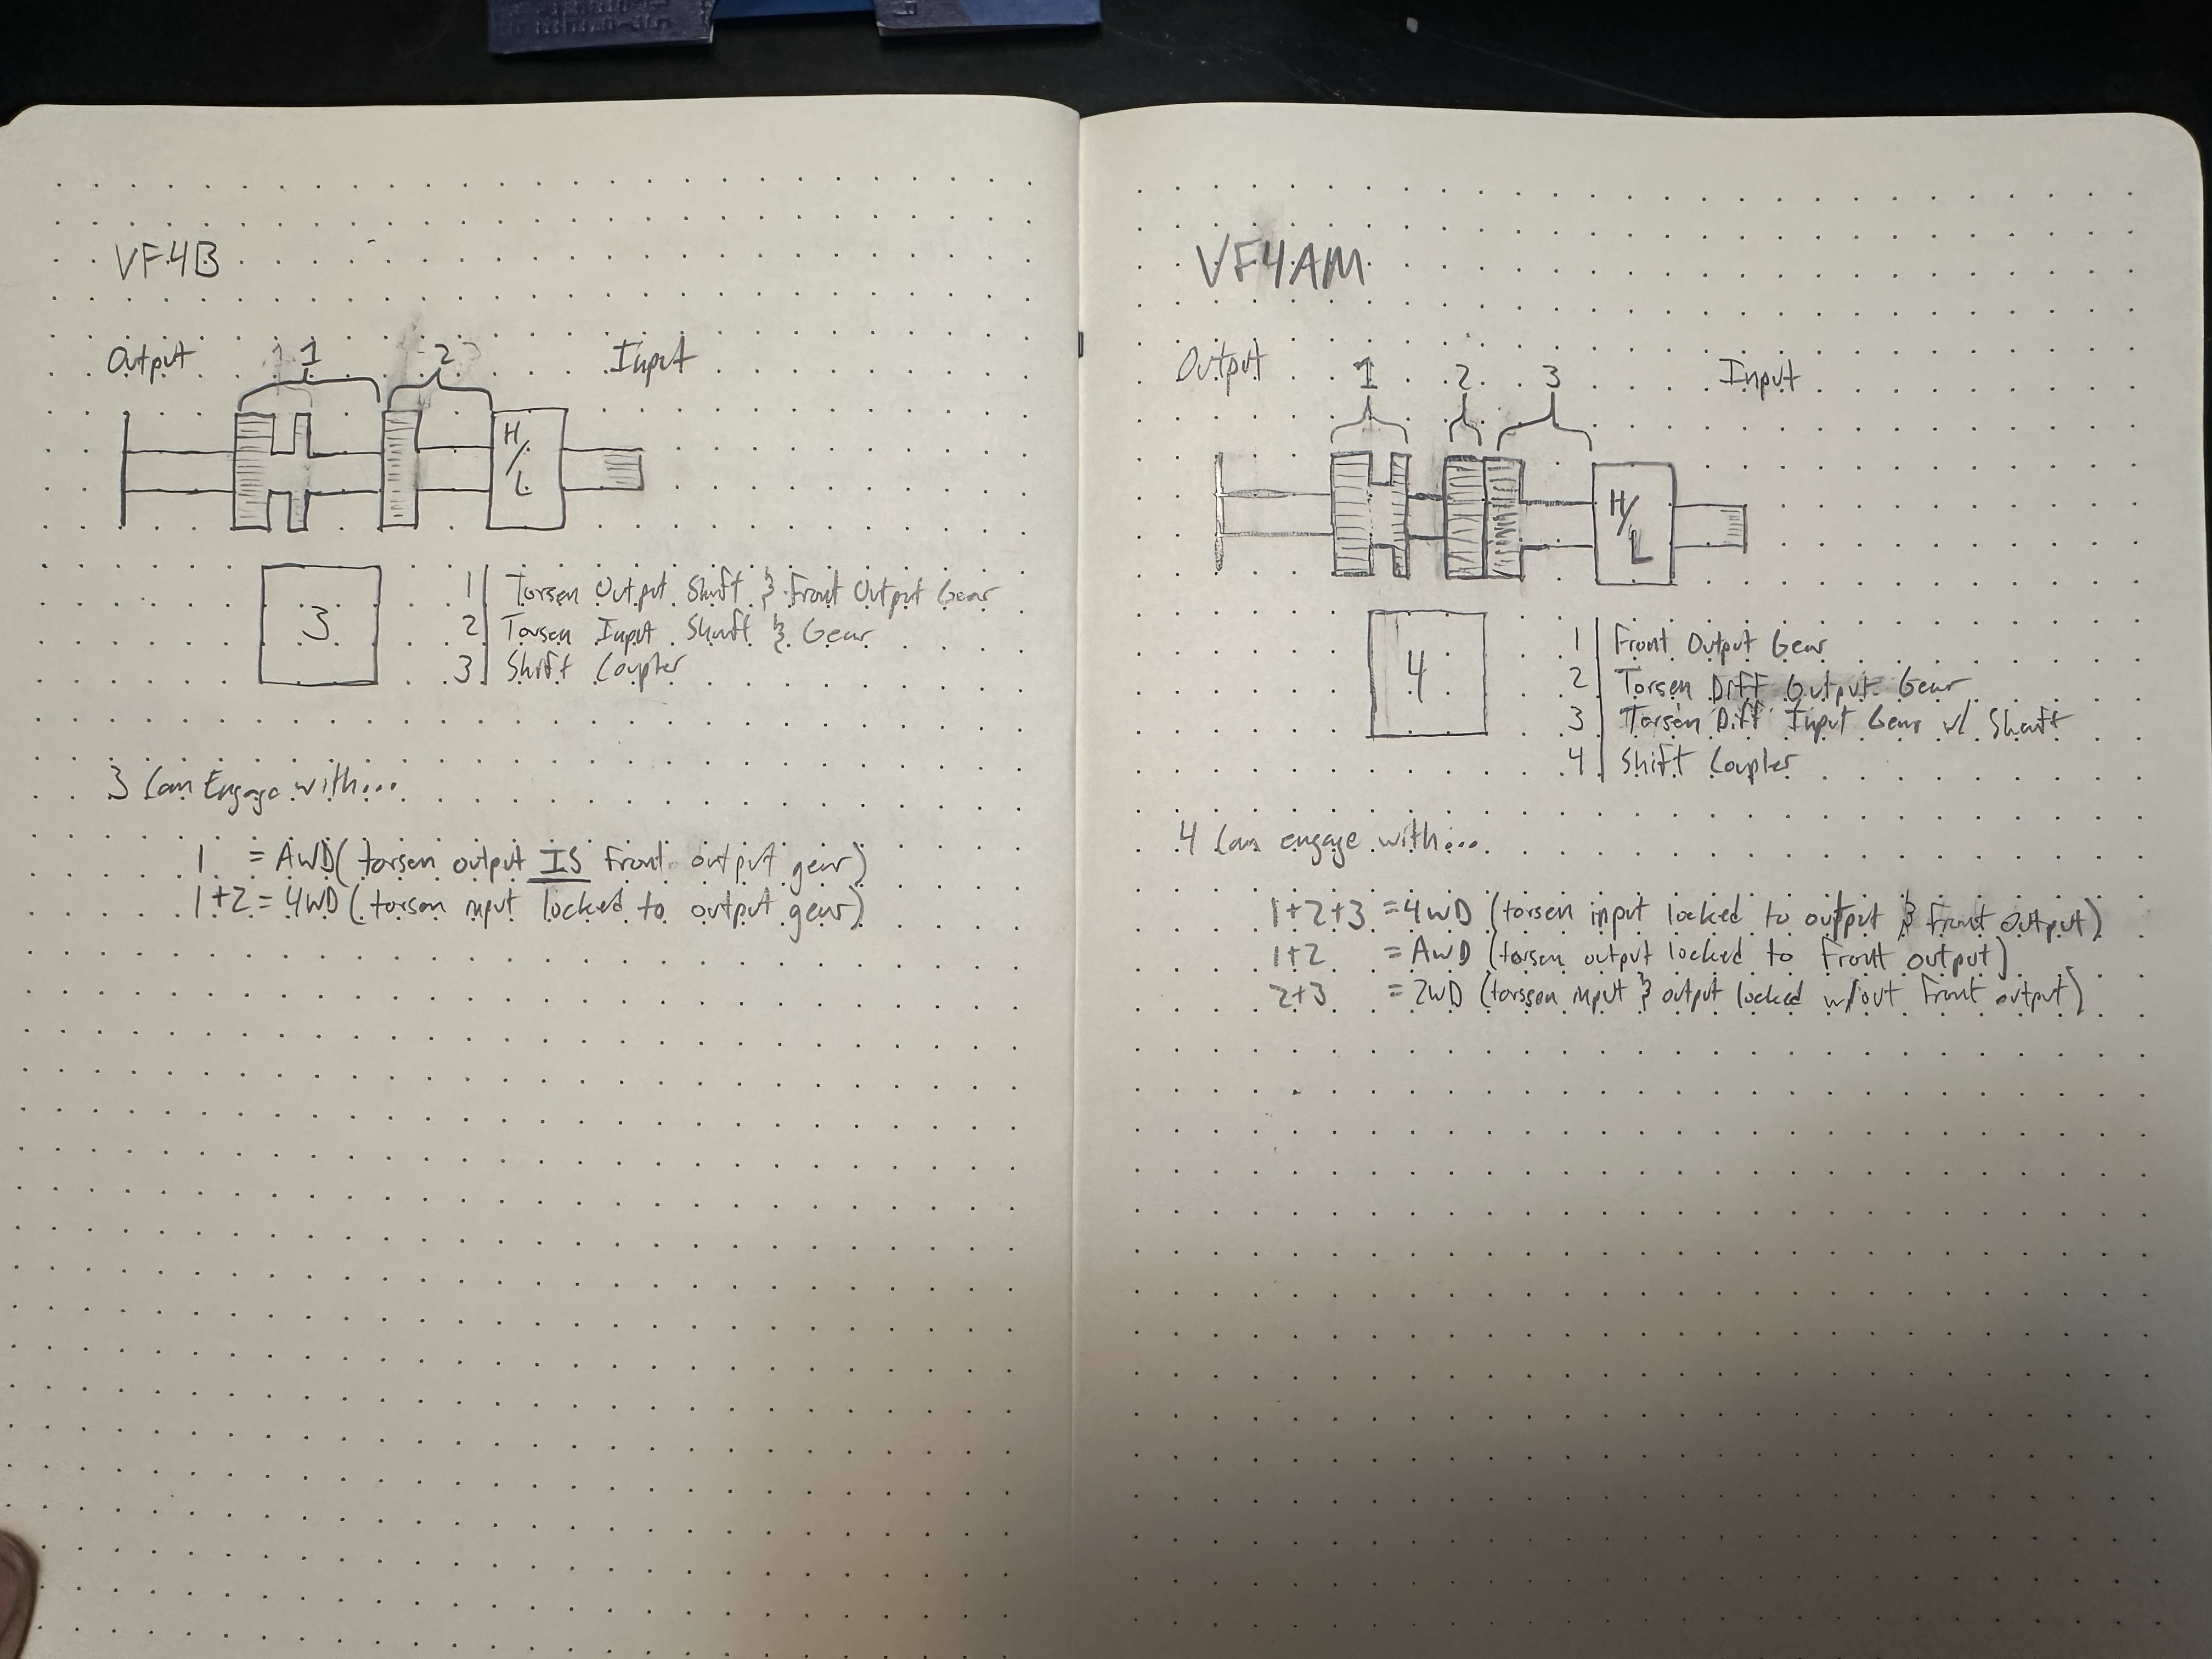 VF4B
Output 1 2 Input
H/L
3
1 Torsen Output Shaft & Front Output Gear
2 Torsen Input Shaft & Gear
3 Shift Coupler
3 Can Engage with...
1 = AWD (torsen output IS front output gear)
1+2 = 4WD (torsen input locked to output gear)
VF4AM
Output 1 2 3 Input
H/L
4
1 Front Output Gear
2 Torsen Diff Output Gear
3 Torsen Diff Input Gear w/ Shaft
4 Shift Coupler
4 Can engage with...
1+2+3 = 4WD (torsen input locked to output & front output)
1+2 = AWD (torsen output locked to front output)
2+3 = 2WD (torssen input & output locked w/out front output)